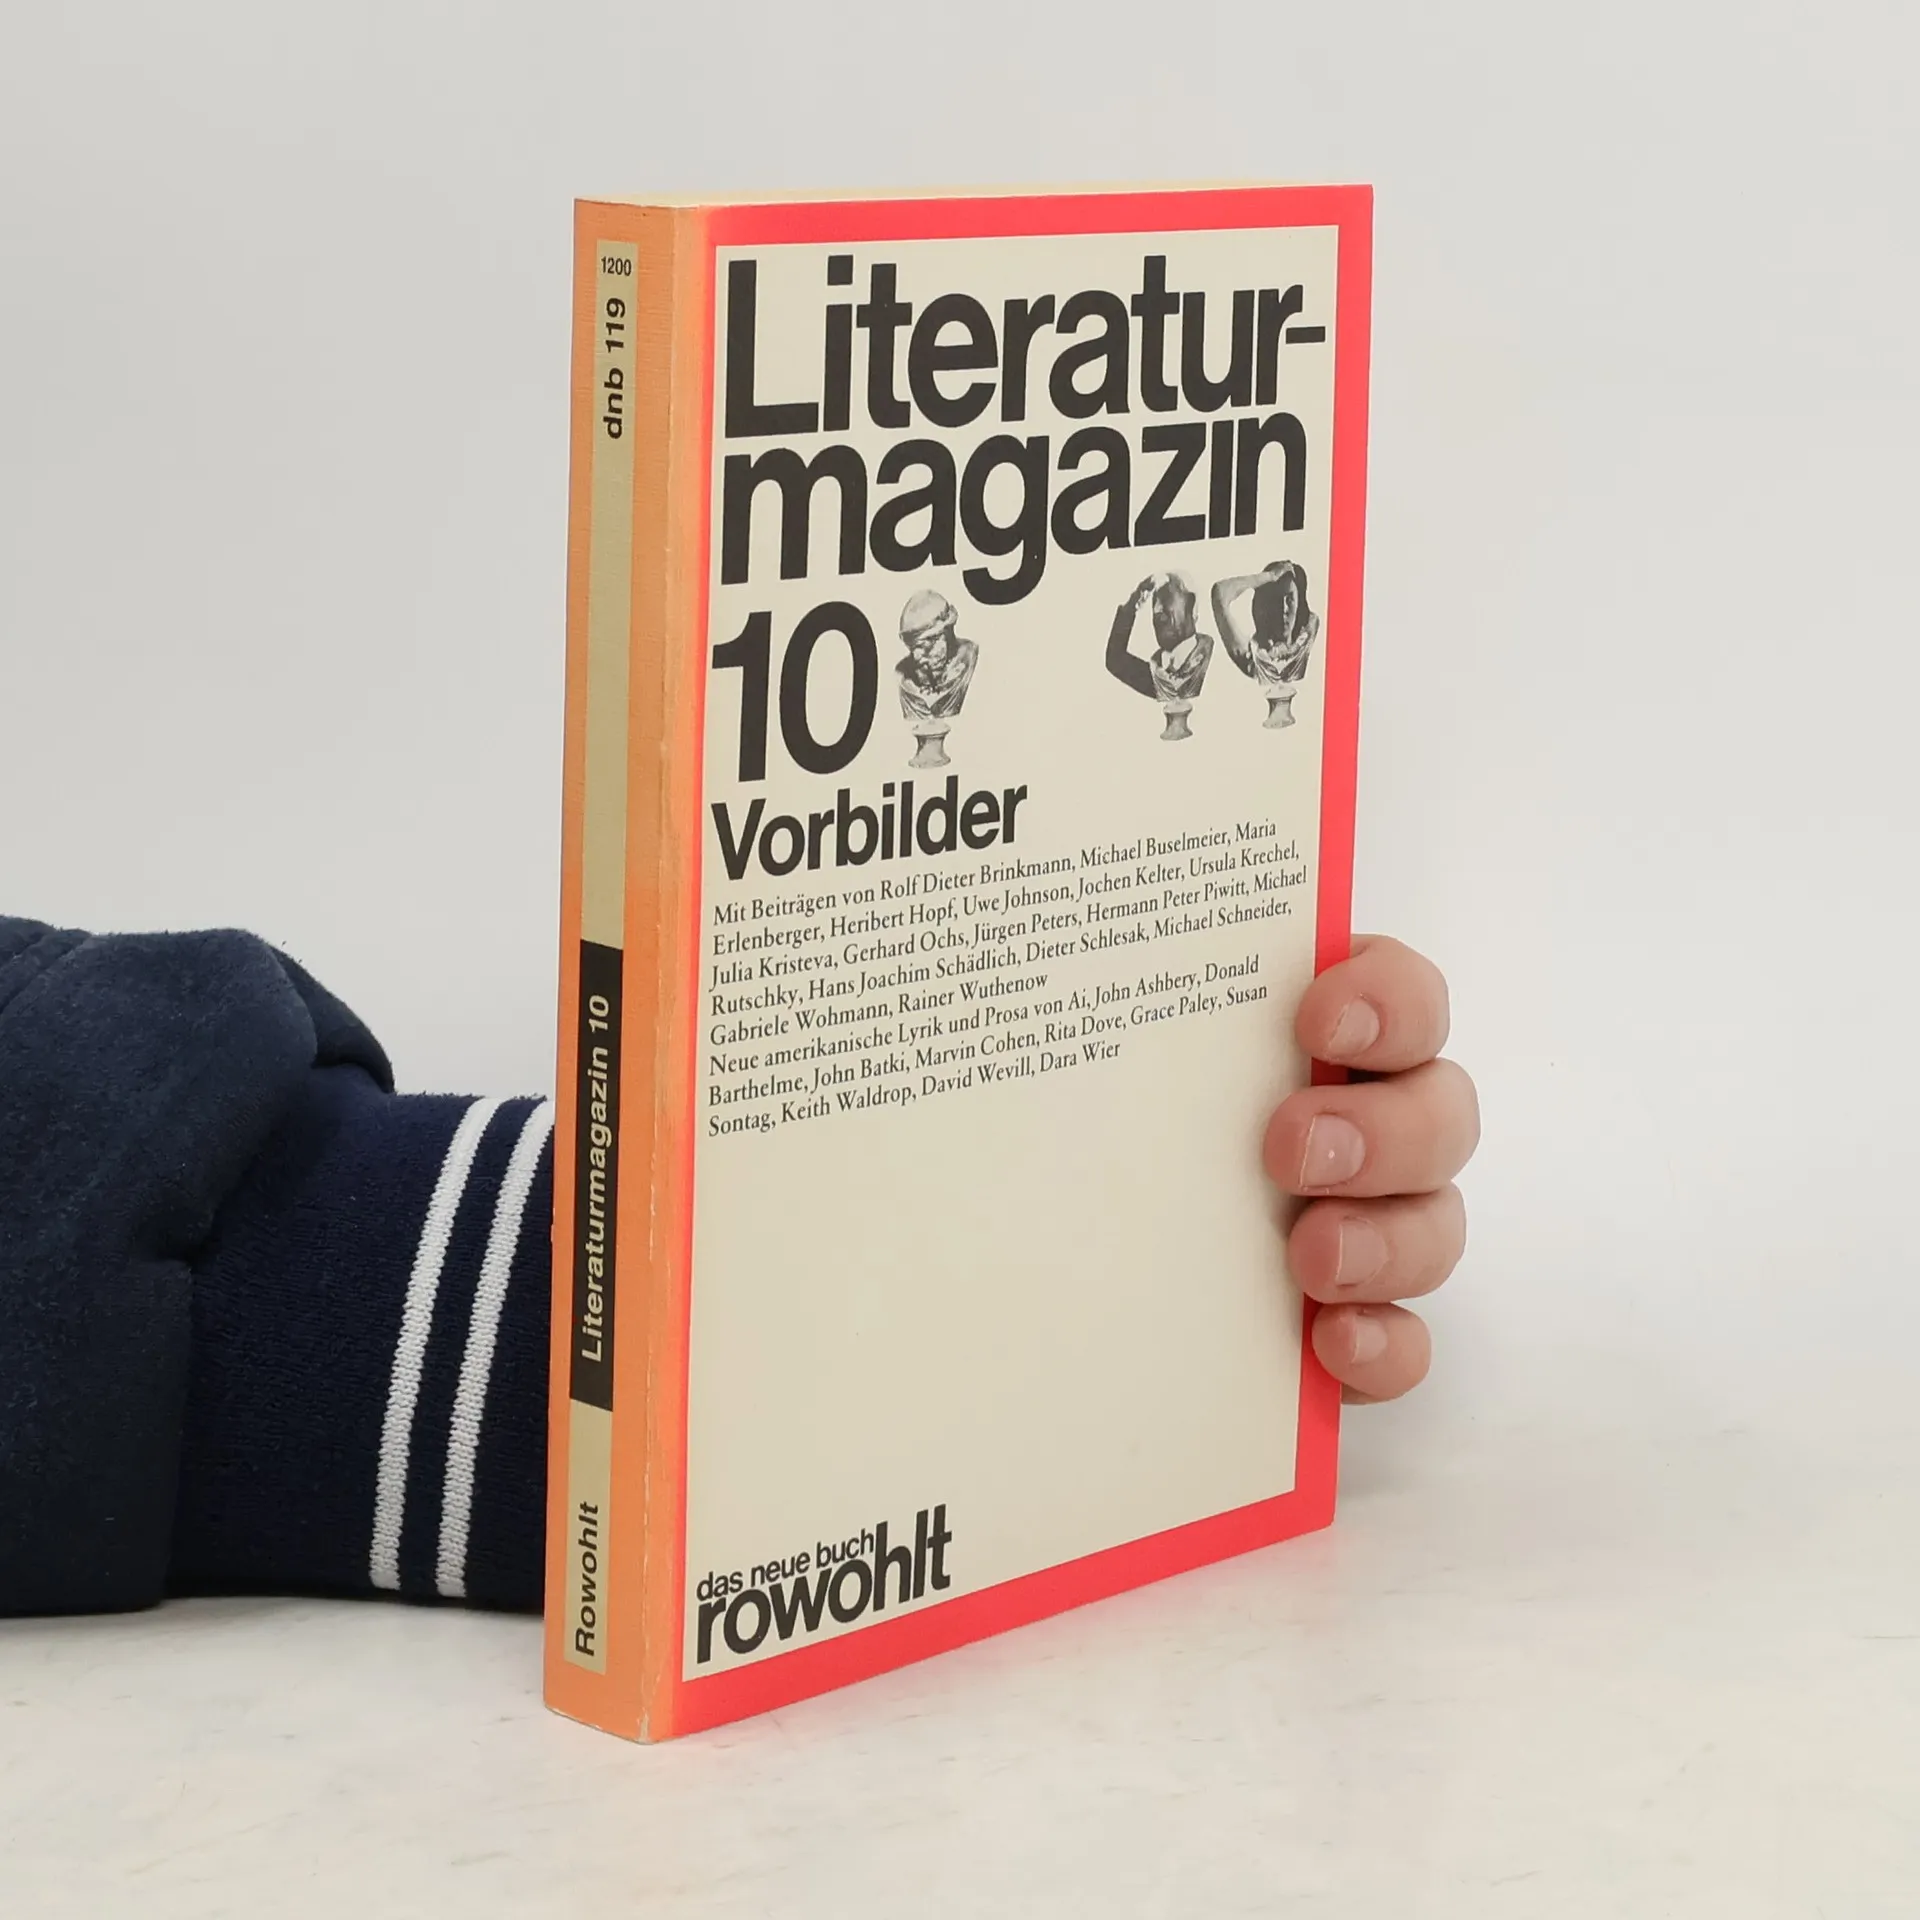 1200
dnb 119
Literaturmagazin 10
Rowohlt
Literatur-
magazin
10
Vorbilder
Mit Beiträgen von Rolf Dieter Brinkmann, Michael Buselmeier, Maria
Erlenberger, Heribert Hopf, Uwe Johnson, Jochen Kelter, Ursula Krechel,
Julia Kristeva, Gerhard Ochs, Jürgen Peters, Hermann Peter Piwitt, Michael
Rutschky, Hans Joachim Schädlich, Dieter Schlesak, Michael Schneider,
Gabriele Wohmann, Rainer Wuthenow
Neue amerikanische Lyrik und Prosa von Ai, John Ashbery, Donald
Barthelme, John Batki, Marvin Cohen, Rita Dove, Grace Paley, Susan
Sontag, Keith Waldrop, David Wevill, Dara Wier
das neue buch
rowohlt